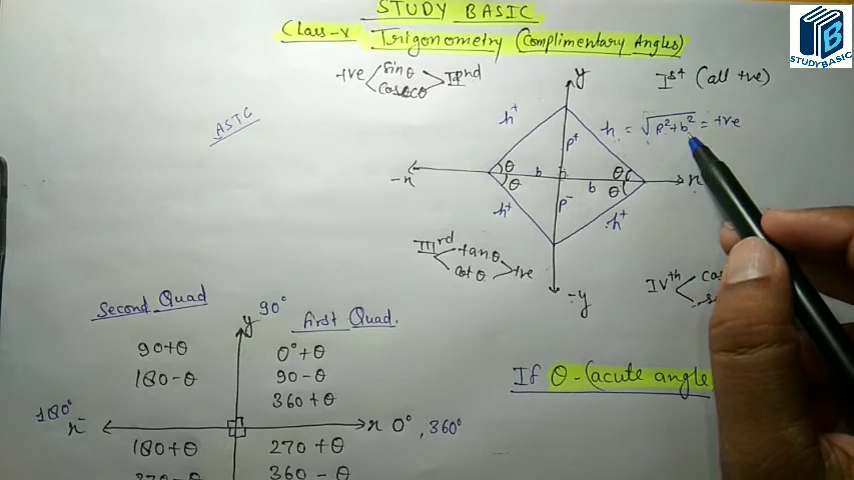 STUDY BASIC
Class-X Trigonometry (Complimentary Angles)
STUDYBASIC
+ve sinθ cosecθ IInd
y
Ist (all +ve)
ASTC
h+
h = √p²+b² = +ve
p+
-x
θ b θ
x
θ b θ
h+
p-
h+
IIIrd tanθ cotθ +ve
IVth
-y
Second Quad
y 90°
First Quad.
90+θ
0°+θ
180-θ
90-θ
360+θ
If θ-(acute angle
180°
x-
x 0°, 360°
180+θ
270+θ
360-θ